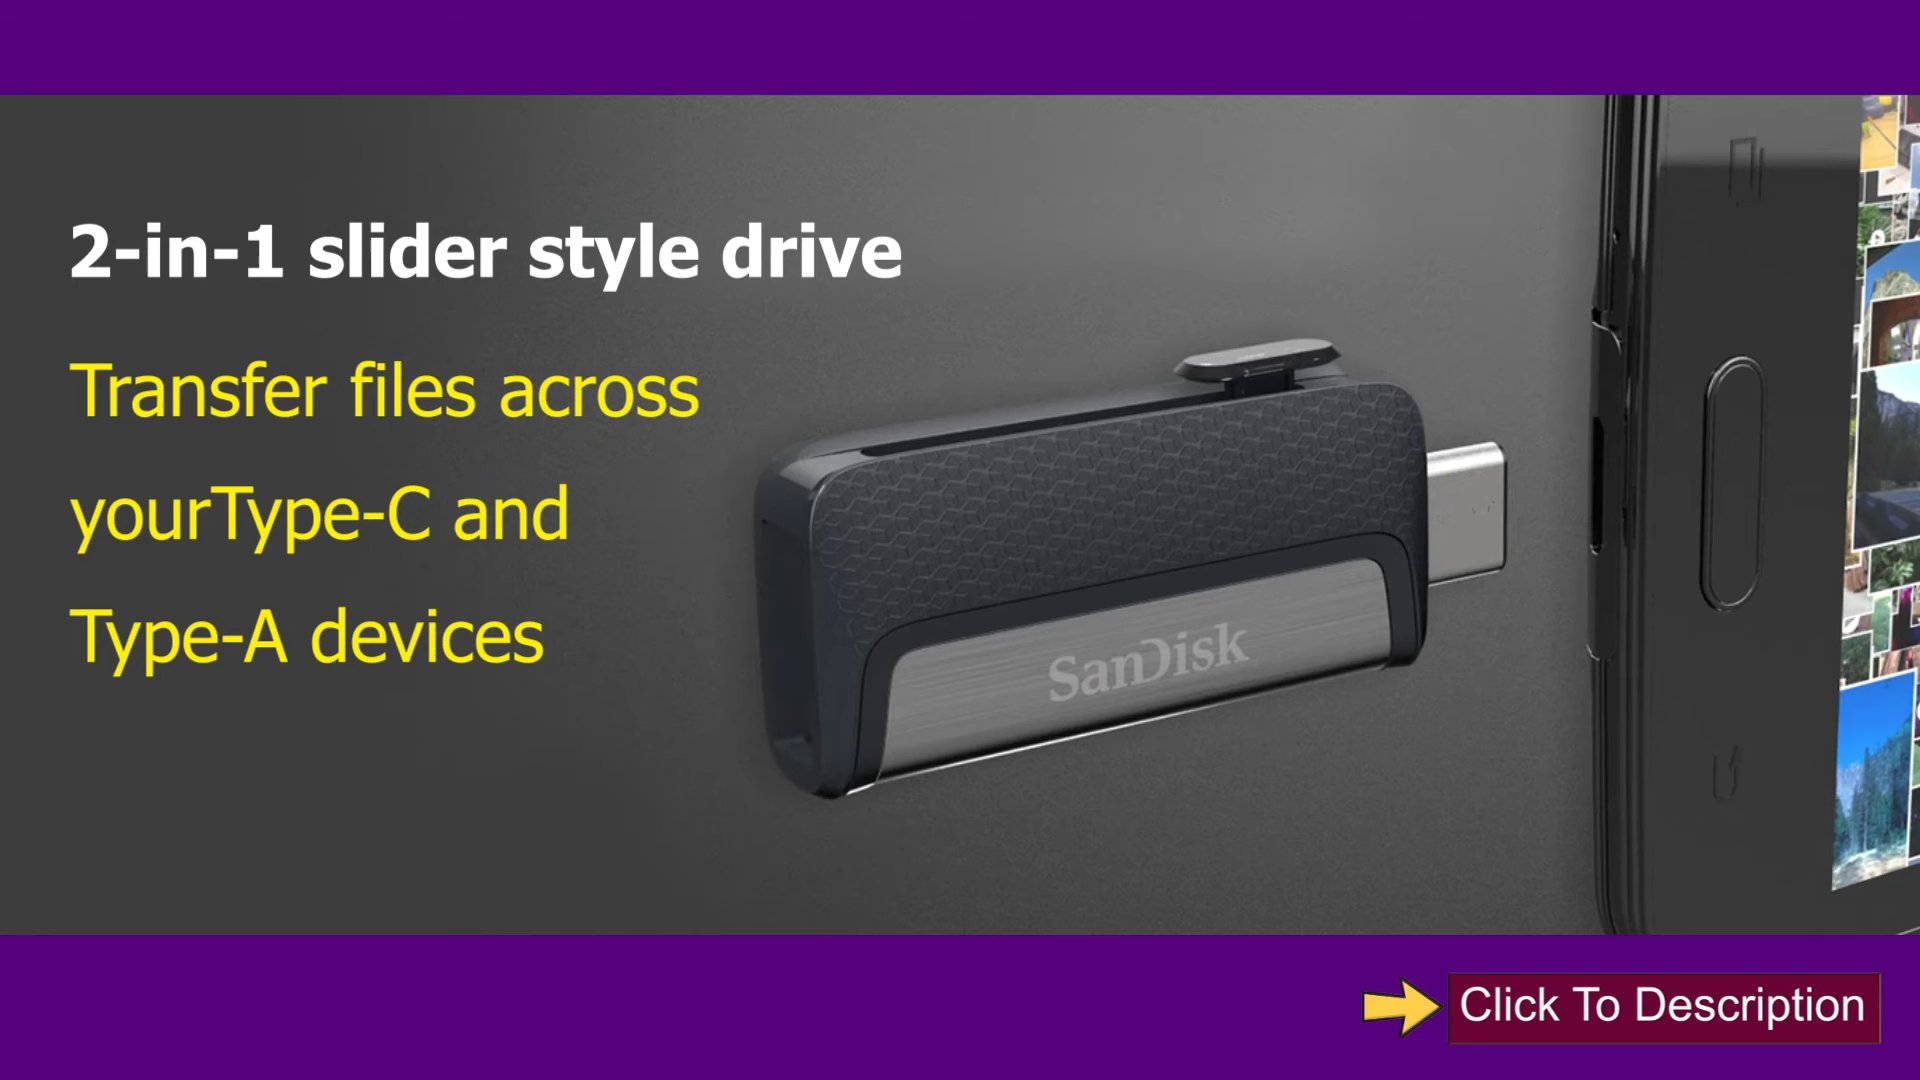 2-in-1 slider style drive
Transfer files across
yourType-C and
Type-A devices
SanDisk
Click To Description